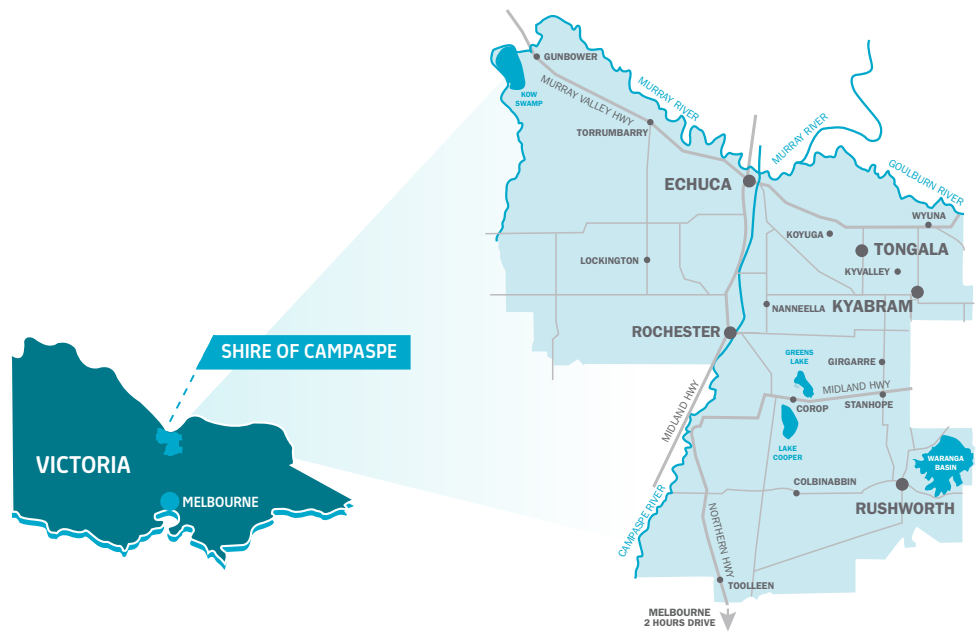 SHIRE OF CAMPASPE
VICTORIA
MELBOURNE
GUNBOWER
KOW
SWAMP
MURRAY VALLEY HWY
MURRAY RIVER
TORRUMBARRY
MURRAY RIVER
ECHUCA
GOULBURN RIVER
WYUNA
KOYUGA
TONGALA
LOCKINGTON
KYVALLEY
NANNEELLA
KYABRAM
ROCHESTER
GREENS
LAKE
GIRGARRE
MIDLAND HWY
MIDLAND HWY
COROP
STANHOPE
LAKE
COOPER
WARANGA
BASIN
COLBINABBIN
RUSHWORTH
CAMPASPE RIVER
NORTHERN HWY
TOOLLEEN
MELBOURNE
2 HOURS DRIVE